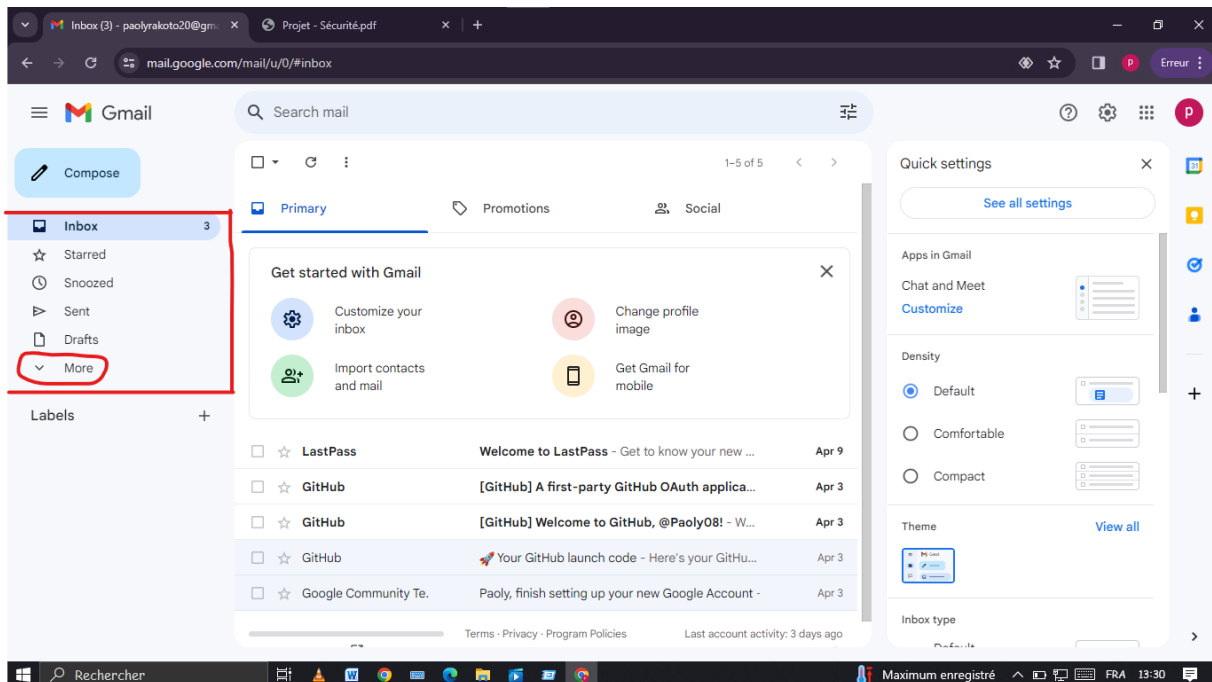 Inbox (3) - paolyrakoto20@gm
Projet - Sécurité.pdf
mail.google.com/mail/u/0/#inbox
P
Erreur
Gmail
Search mail
P
Compose
1–5 of 5
Quick settings
31
See all settings
Primary
Promotions
Social
Inbox 3
Starred
Snoozed
Sent
Drafts
More
Labels
Get started with Gmail
Customize your
inbox
Change profile
image
Import contacts
and mail
Get Gmail for
mobile
Apps in Gmail
Chat and Meet
Customize
Density
Default
Comfortable
Compact
LastPass Welcome to LastPass - Get to know your new ... Apr 9
GitHub [GitHub] A first-party GitHub OAuth applica... Apr 3
GitHub [GitHub] Welcome to GitHub, @Paoly08! - W... Apr 3
GitHub 🚀 Your GitHub launch code - Here's your GitHu... Apr 3
Google Community Te. Paoly, finish setting up your new Google Account - Apr 3
Theme
View all
Inbox type
Default
Terms · Privacy · Program Policies
Last account activity: 3 days ago
Rechercher
Maximum enregistré
FRA
13:30